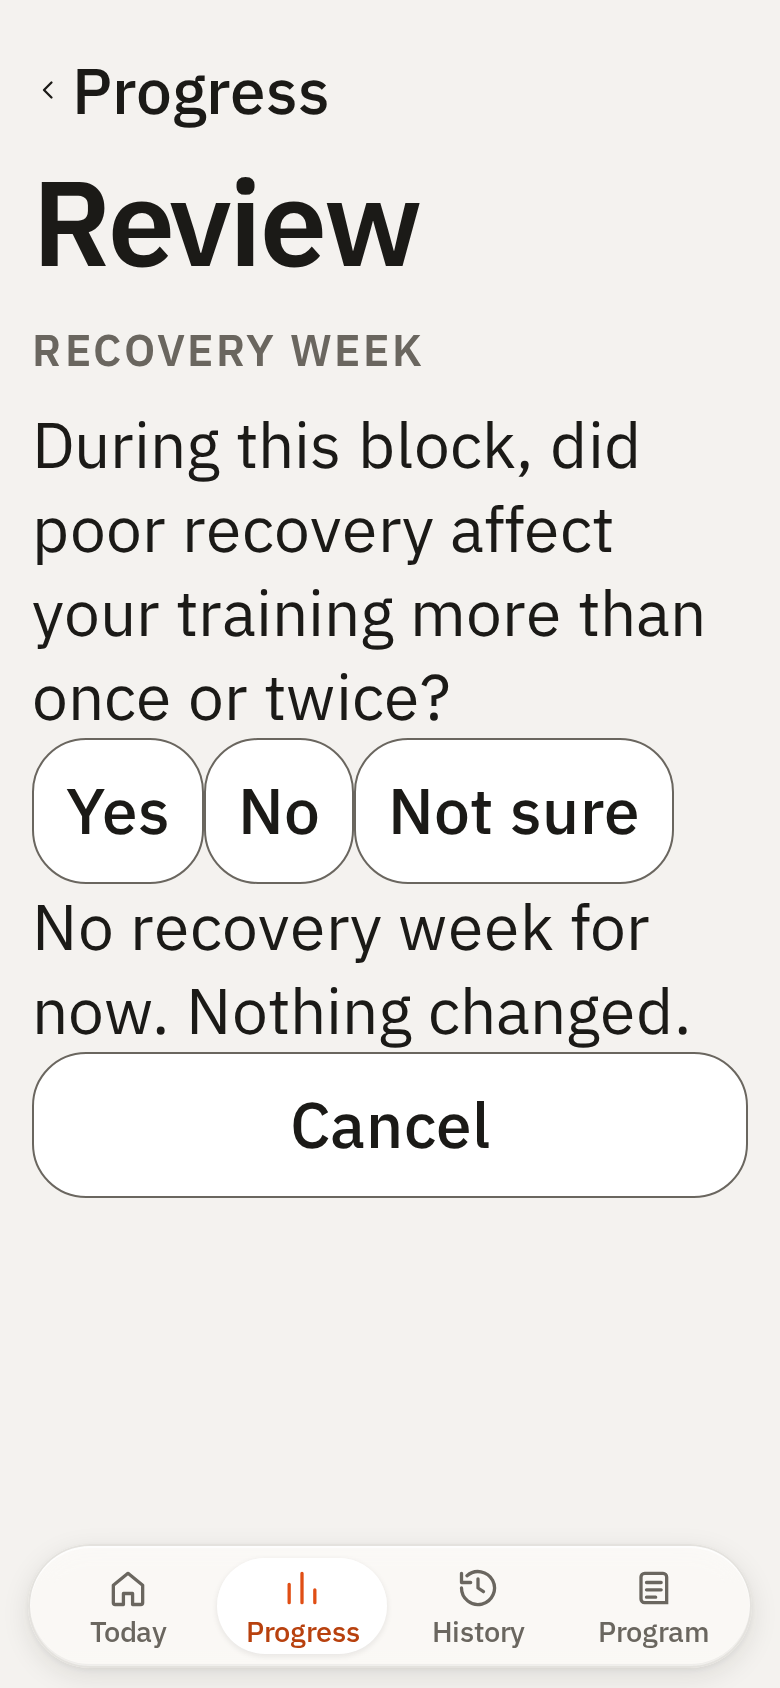 Progress
Review
RECOVERY WEEK
During this block, did
poor recovery affect
your training more than
once or twice?
Yes No Not sure
No recovery week for
now. Nothing changed.
Cancel
Today Progress History Program